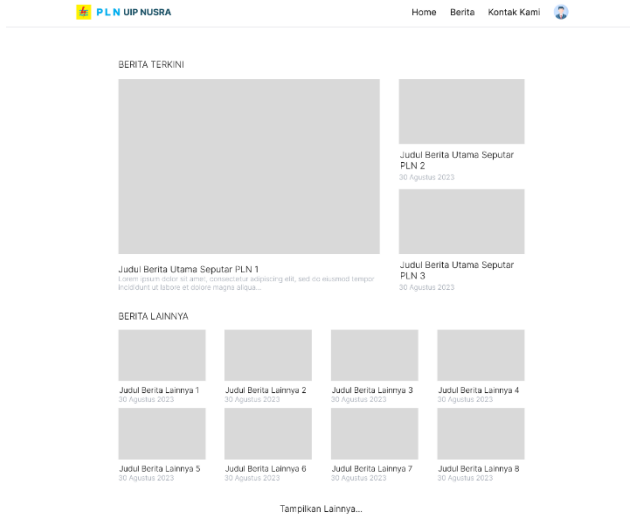 PLN UIP NUSRA
Home Berita Kontak Kami
BERITA TERKINI
Judul Berita Utama Seputar PLN 1
Lorem ipsum dolor sit amer, consectetur adipiscing elit, sed do eiusmod tempor
incididunt ut labore et dolore magna aliqua...
Judul Berita Utama Seputar
PLN 2
30 Agustus 2023
Judul Berita Utama Seputar
PLN 3
30 Agustus 2023
BERITA LAINNYA
Judul Berita Lainnya 1
30 Agustus 2023
Judul Berita Lainnya 2
30 Agustus 2023
Judul Berita Lainnya 3
30 Agustus 2023
Judul Berita Lainnya 4
30 Agustus 2023
Judul Berita Lainnya 5
30 Agustus 2023
Judul Berita Lainnya 6
30 Agustus 2023
Judul Berita Lainnya 7
30 Agustus 2023
Judul Berita Lainnya 8
30 Agustus 2023
Tampilkan Lainnya...